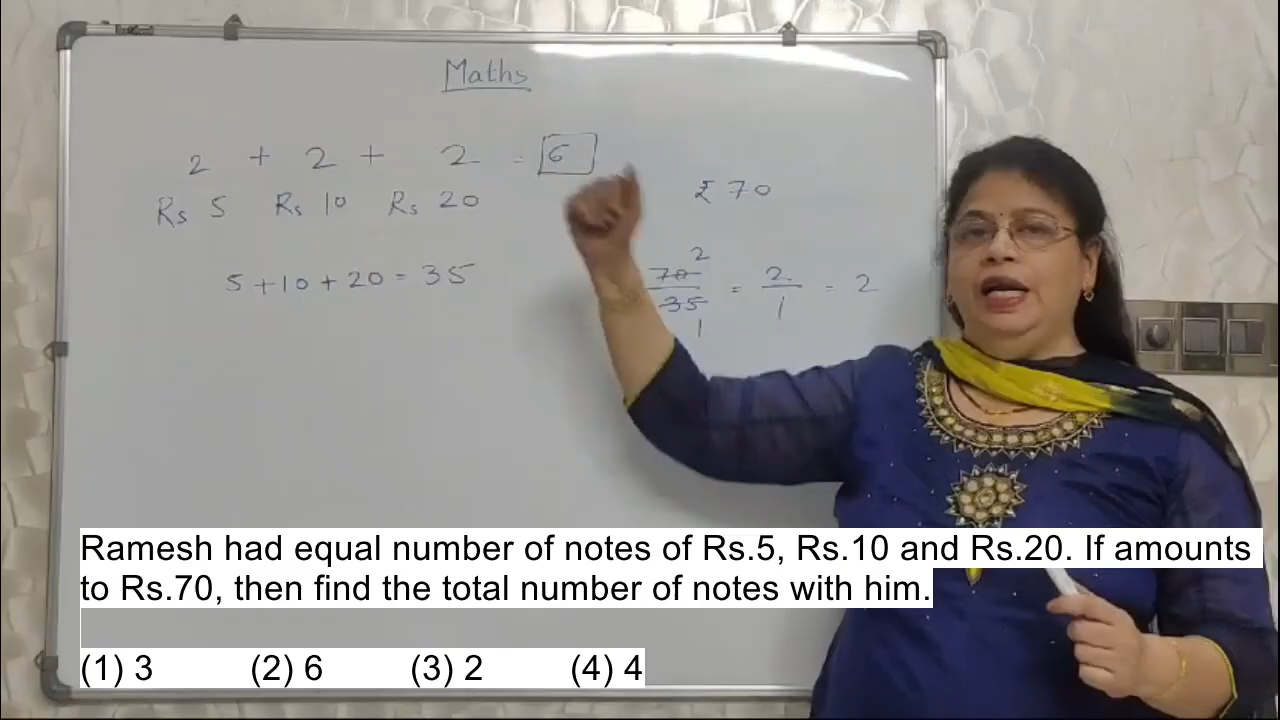 Maths
2 + 2 + 2 = 6
Rs 5 Rs 10 Rs 20
₹ 70
5 + 10 + 20 = 35
2
70
35
1
= 2
1
= 2
Ramesh had equal number of notes of Rs.5, Rs.10 and Rs.20. If amounts
to Rs.70, then find the total number of notes with him.
(1) 3 (2) 6 (3) 2 (4) 4